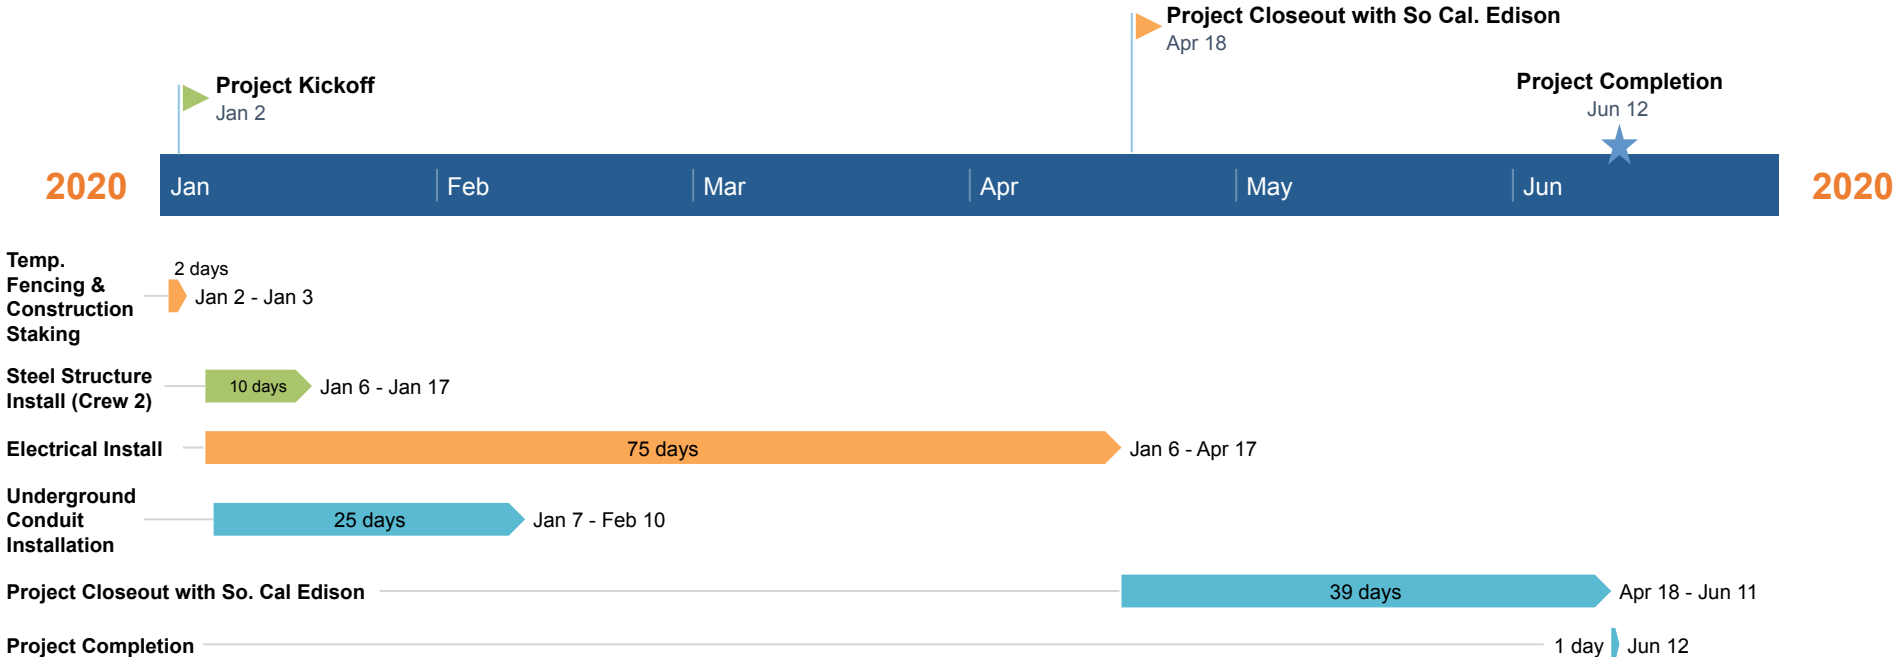 Project Closeout with So Cal. Edison
Apr 18
Project Kickoff
Jan 2
Project Completion
Jun 12
2020
Jan
Feb
Mar
Apr
May
Jun
2020
Temp.
Fencing &
Construction
Staking
2 days
Jan 2 - Jan 3
Steel Structure
Install (Crew 2)
10 days
Jan 6 - Jan 17
Electrical Install
75 days
Jan 6 - Apr 17
Underground
Conduit
Installation
25 days
Jan 7 - Feb 10
Project Closeout with So. Cal Edison
39 days
Apr 18 - Jun 11
Project Completion
1 day
Jun 12